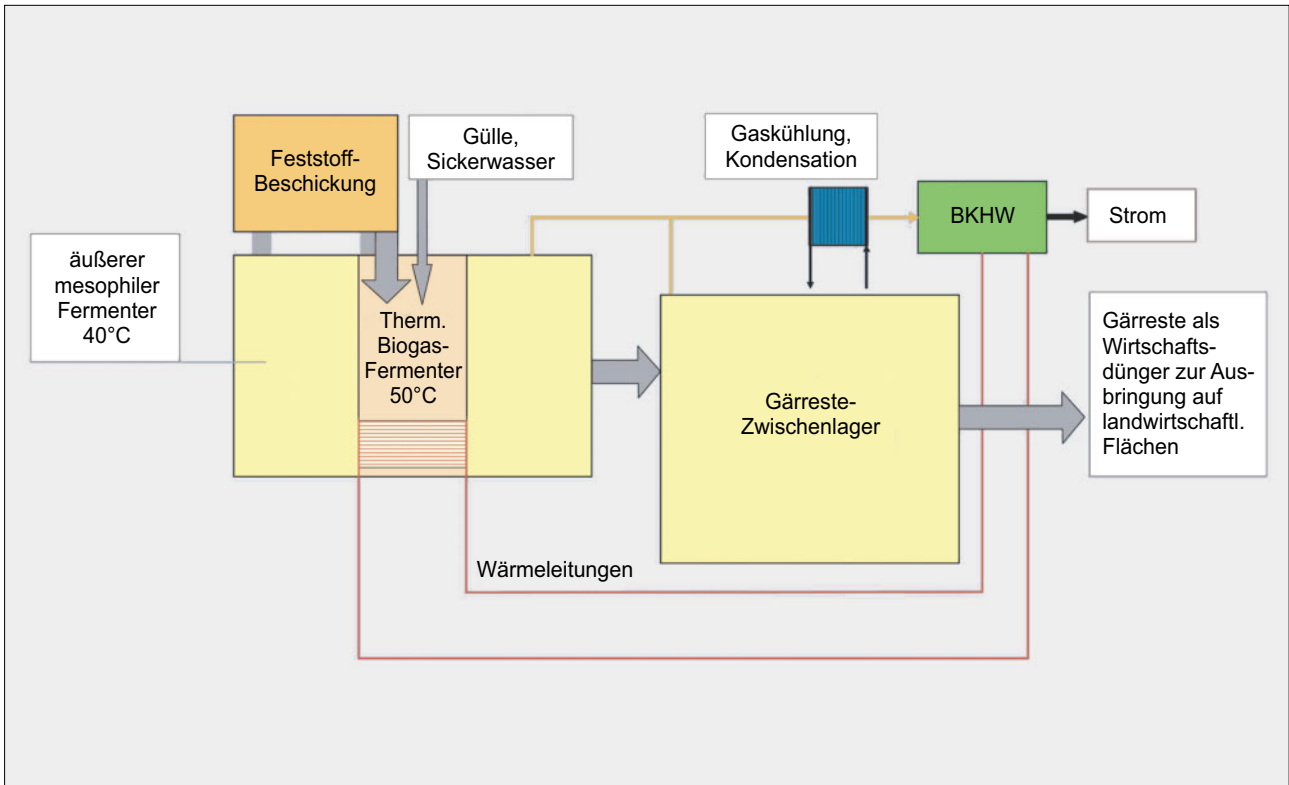 Feststoff-
Beschickung
Gülle,
Sickerwasser
Gaskühlung,
Kondensation
BKHW
Strom
äußerer
mesophiler
Fermenter
40°C
Therm.
Biogas-
Fermenter
50°C
Gärreste-
Zwischenlager
Gärreste als
Wirtschafts-
dünger zur Aus-
bringung auf
landwirtschaftl.
Flächen
Wärmeleitungen